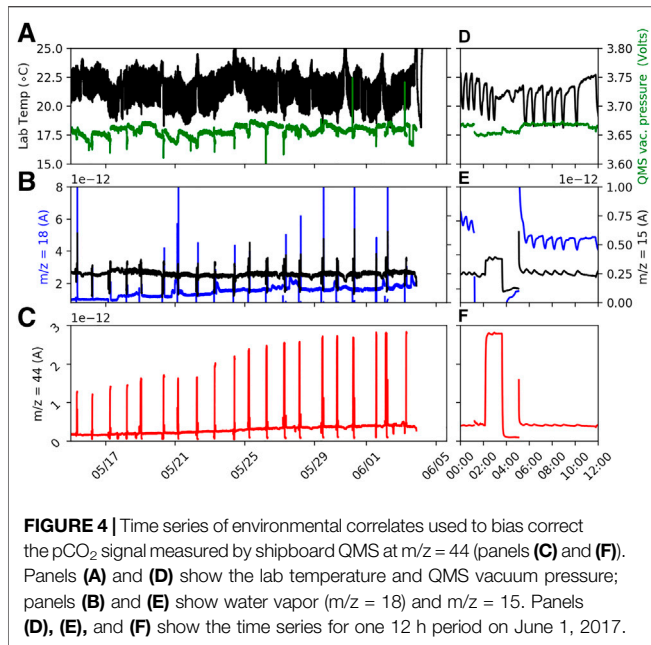 A
D
25.0
22.5
20.0
17.5
15.0
Lab Temp (∘C)
3.80
3.75
3.70
3.65
3.60
QMS vac. pressure (Volts)
B
1e−12
8
6
4
2
m/z = 18 (A)
E
1e−12
1.00
0.75
0.50
0.25
0.00
m/z = 15 (A)
C
1e−12
3
2
1
0
m/z = 44 (A)
F
05/17
05/21
05/25
05/29
06/01
06/05
00:00
02:00
04:00
06:00
08:00
10:00
12:00
FIGURE 4 | Time series of environmental correlates used to bias correct
the pCO₂ signal measured by shipboard QMS at m/z = 44 (panels (C) and (F)).
Panels (A) and (D) show the lab temperature and QMS vacuum pressure;
panels (B) and (E) show water vapor (m/z = 18) and m/z = 15. Panels
(D), (E), and (F) show the time series for one 12 h period on June 1, 2017.